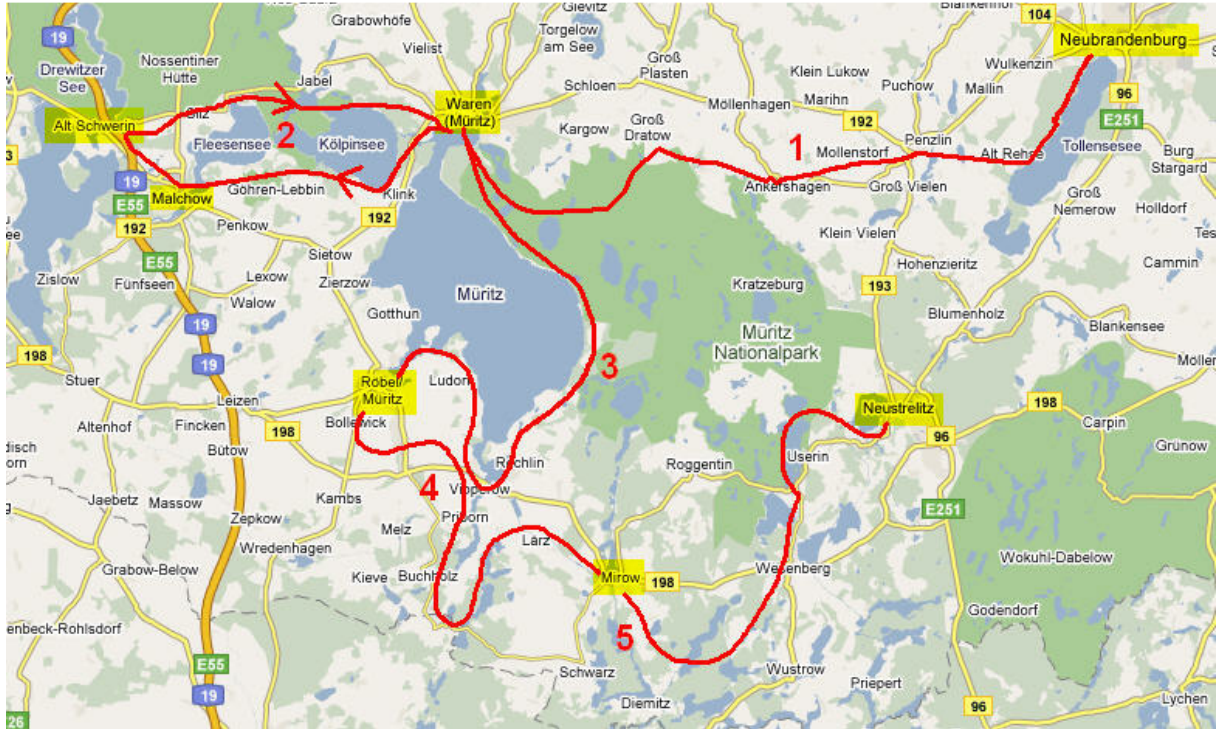 Grabowhöfe
Gievitz
104
Neubrandenburg
19
Vielist
Torgelow
am See
Wulkenzin
Drewitzer
See
Nossentiner
Hütte
Jabel
Schloen
Groß
Plasten
Klein Lukow
Puchow
Mallin
96
Waren
(Müritz)
Möllenhagen
Marihn
E251
Alt Schwerin
2
Kargow
Groß
Dratow
192
1
Penzlin
Fleesensee
Kölpinsee
Mollenstorf
Alt Rehse
Tollensesee
Burg
Stargard
19
Göhren-Lebbin
Klink
Ankershagen
Groß Vielen
Malchow
E55
192
192
Penkow
Groß
Nemerow
Holldorf
Klein Vielen
Sietow
E55
Hohenzieritz
Cammin
Zislow
Fünfseen
Lexow
Zierzow
Müritz
Kratzeburg
193
Walow
Gotthun
Blumenholz
19
Müritz
Nationalpark
Blankensee
198
19
3
Stuer
Röbel/
Müritz
Ludorf
Leizen
Neustrelitz
198
Altenhof
Fincken
198
Bollewick
96
Carpin
Bütow
Userin
Grünow
Rechlin
Roggentin
4
Vipperow
Jaebetz
Massow
Kambs
E251
Zepkow
Priborn
Melz
Lärz
Wredenhagen
Wokuhl-Dabelow
Grabow-Below
Kieve
Buchholz
Mirow
198
Wesenberg
Godendorf
5
E55
Schwarz
Wustrow
19
Diemitz
Priepert
Lychen
96
26